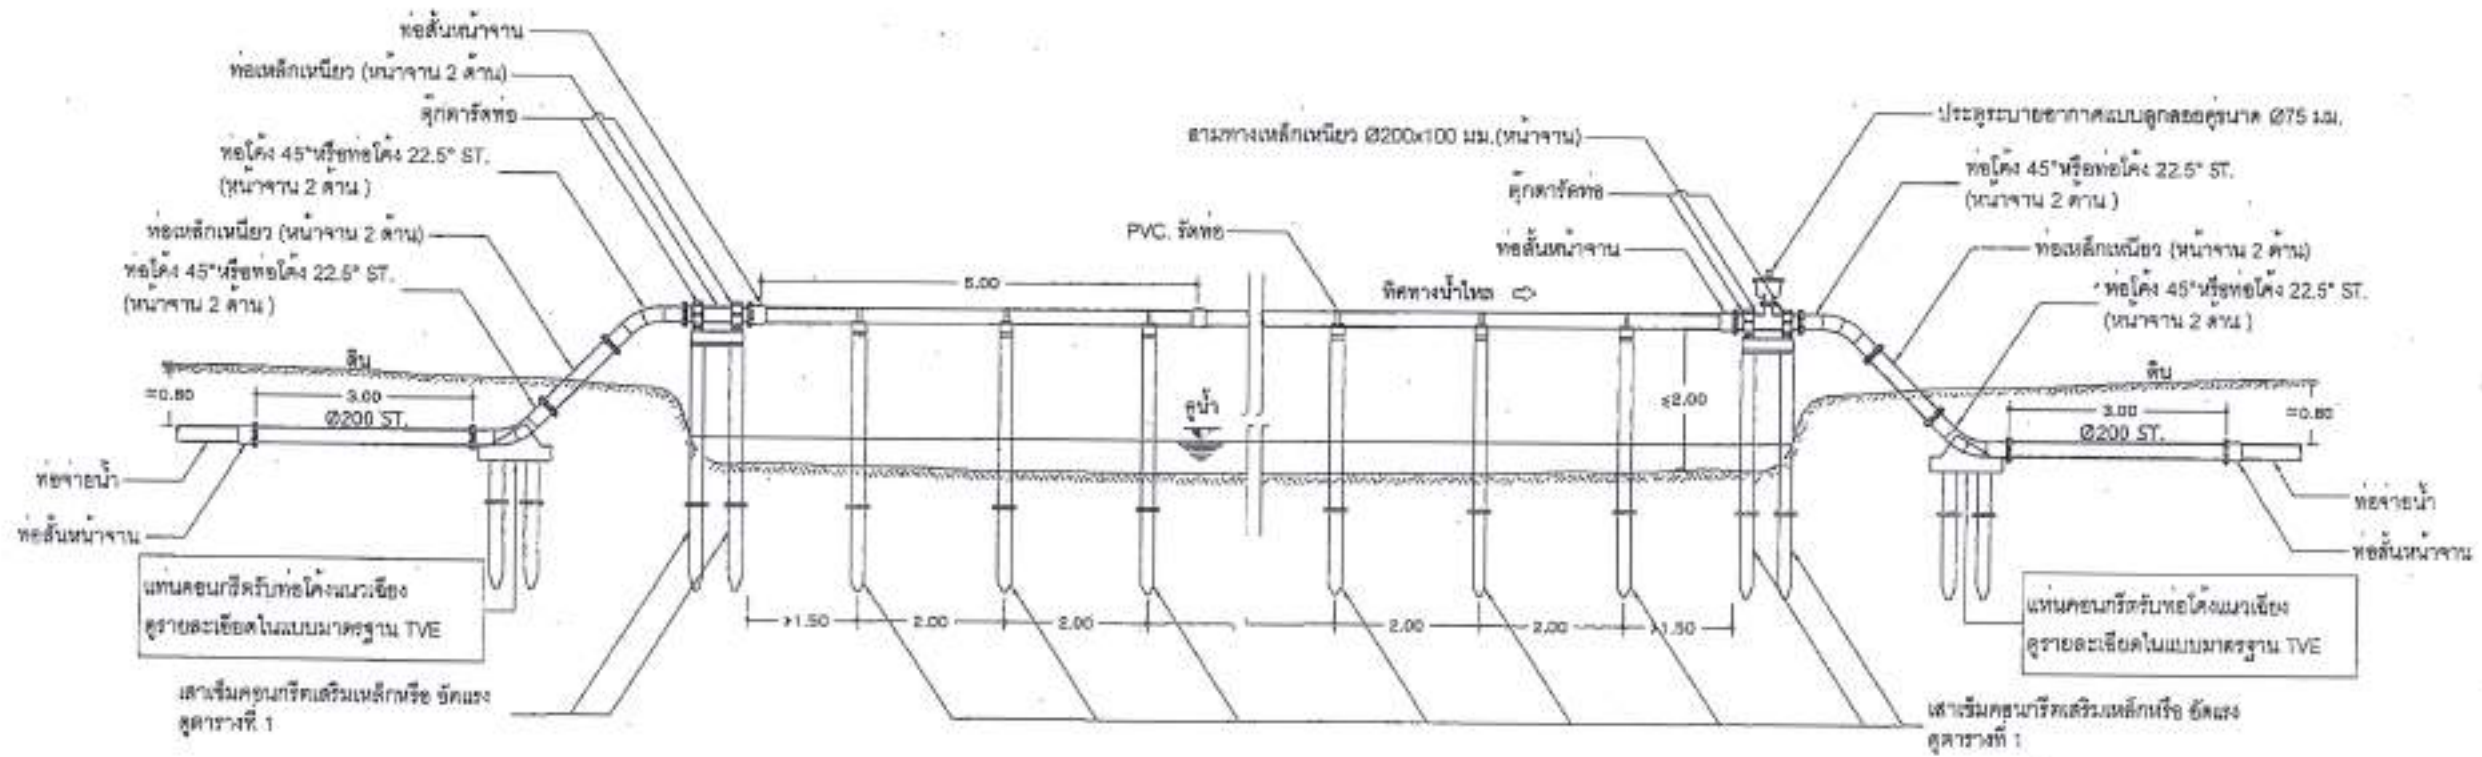 ท่อสั้นหน้าจาน
ท่อเหล็กเหนียว (หน้าจาน 2 ด้าน)
ตุ๊กตารัดท่อ
ท่อโค้ง 45°หรือท่อโค้ง 22.5° ST.
(หน้าจาน 2 ด้าน )
ท่อเหล็กเหนียว (หน้าจาน 2 ด้าน)
ท่อโค้ง 45°หรือท่อโค้ง 22.5° ST.
(หน้าจาน 2 ด้าน )
สามทางเหล็กเหนียว Ø200x100 มม.(หน้าจาน)
ตุ๊กตารัดท่อ
PVC. รัดท่อ
ท่อสั้นหน้าจาน
ประตูระบายอากาศแบบลูกลอยคู่ขนาด Ø75 มม.
ท่อโค้ง 45°หรือท่อโค้ง 22.5° ST.
(หน้าจาน 2 ด้าน )
ท่อเหล็กเหนียว (หน้าจาน 2 ด้าน)
ท่อโค้ง 45°หรือท่อโค้ง 22.5° ST.
(หน้าจาน 2 ด้าน )
ทิศทางน้ำไหล
ดิน
≈0.80
3.00
Ø200 ST.
คูน้ำ
≤2.00
ดิน
3.00
≈0.80
Ø200 ST.
ท่อจ่ายน้ำ
ท่อสั้นหน้าจาน
ท่อจ่ายน้ำ
ท่อสั้นหน้าจาน
แท่นคอนกรีตรับท่อโค้งแนวเฉียง
ดูรายละเอียดในแบบมาตรฐาน TVE
1.50
2.00
2.00
2.00
2.00
1.50
แท่นคอนกรีตรับท่อโค้งแนวเฉียง
ดูรายละเอียดในแบบมาตรฐาน TVE
เสาเข็มคอนกรีตเสริมเหล็กหรือ อัดแรง
ดูตารางที่ 1
เสาเข็มคอนกรีตเสริมเหล็กหรือ อัดแรง
ดูตารางที่ 1